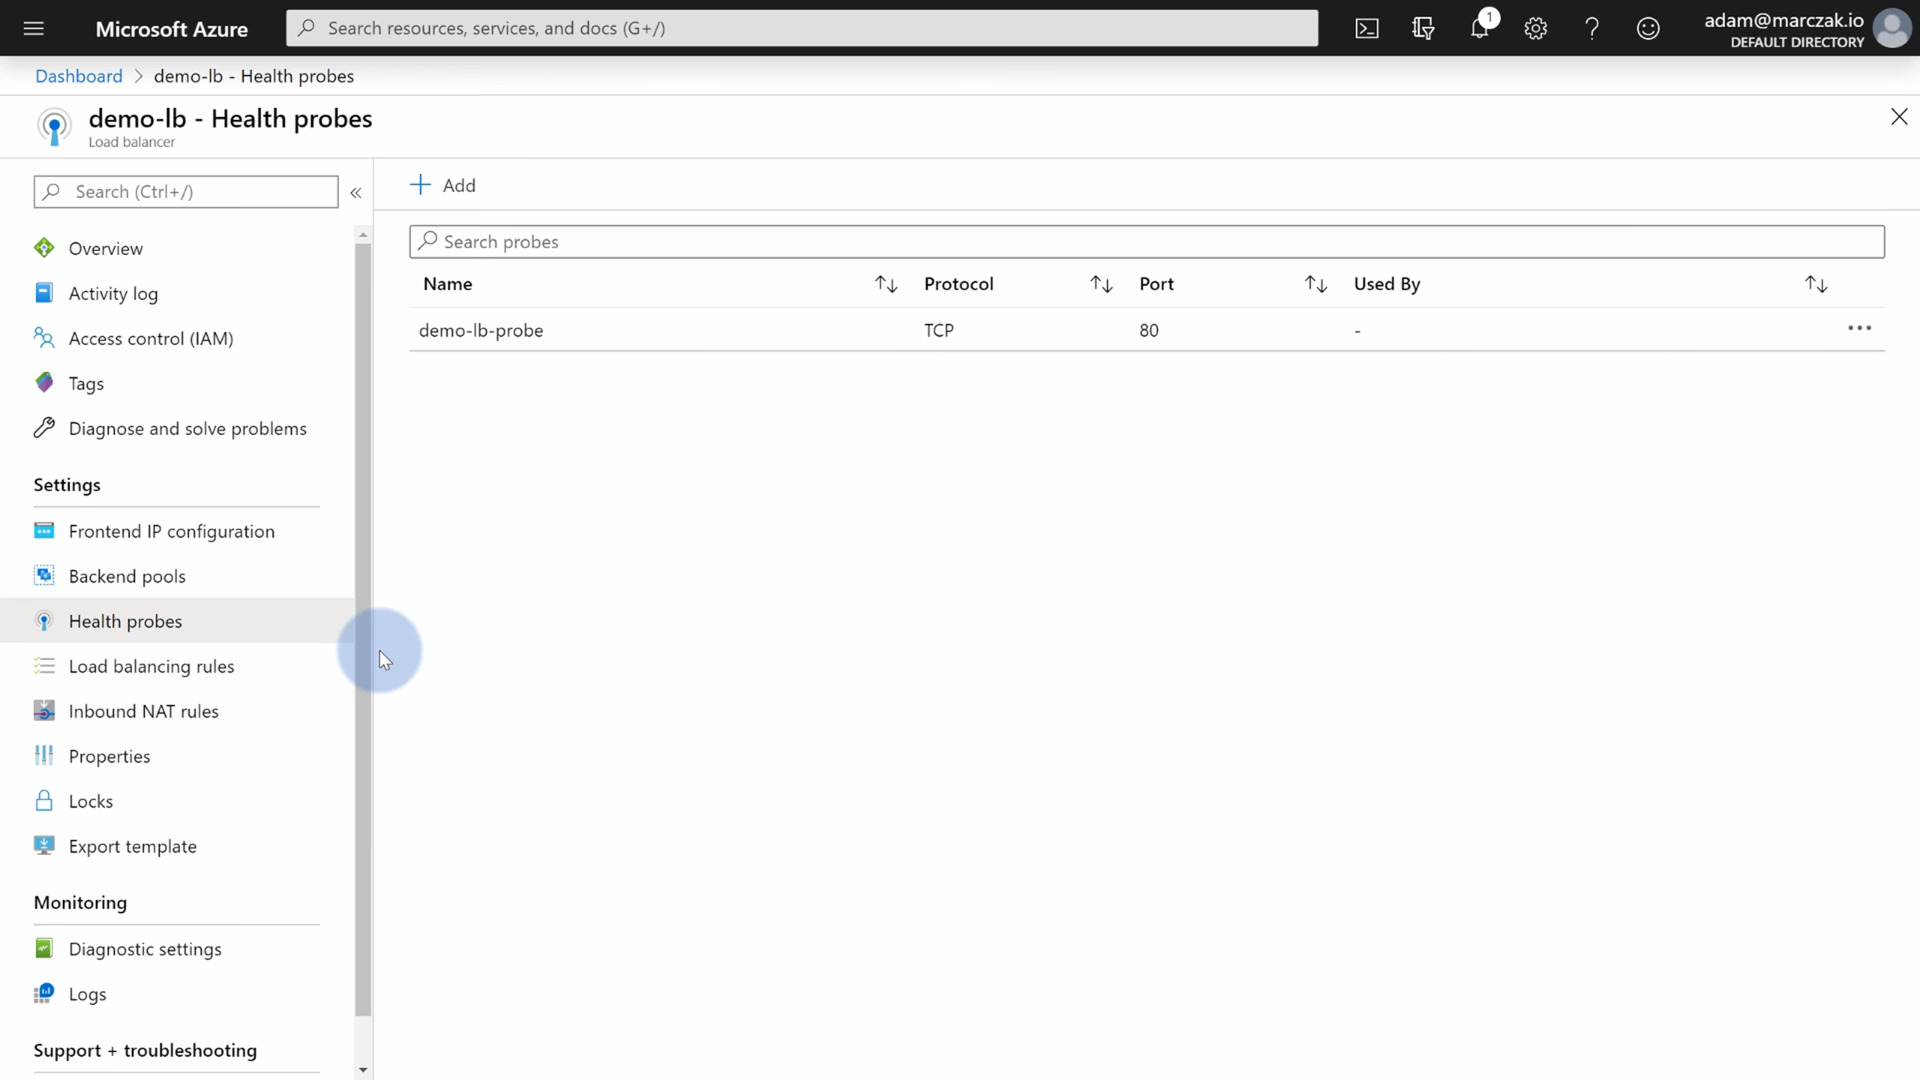 Microsoft Azure
Search resources, services, and docs (G+/)
1
adam@marczak.io
DEFAULT DIRECTORY
Dashboard > demo-lb - Health probes
demo-lb - Health probes
Load balancer
Search (Ctrl+/)
«
Add
Overview
Activity log
Access control (IAM)
Tags
Diagnose and solve problems
Settings
Frontend IP configuration
Backend pools
Health probes
Load balancing rules
Inbound NAT rules
Properties
Locks
Export template
Monitoring
Diagnostic settings
Logs
Support + troubleshooting
Search probes
Name Protocol Port Used By
demo-lb-probe TCP 80 -